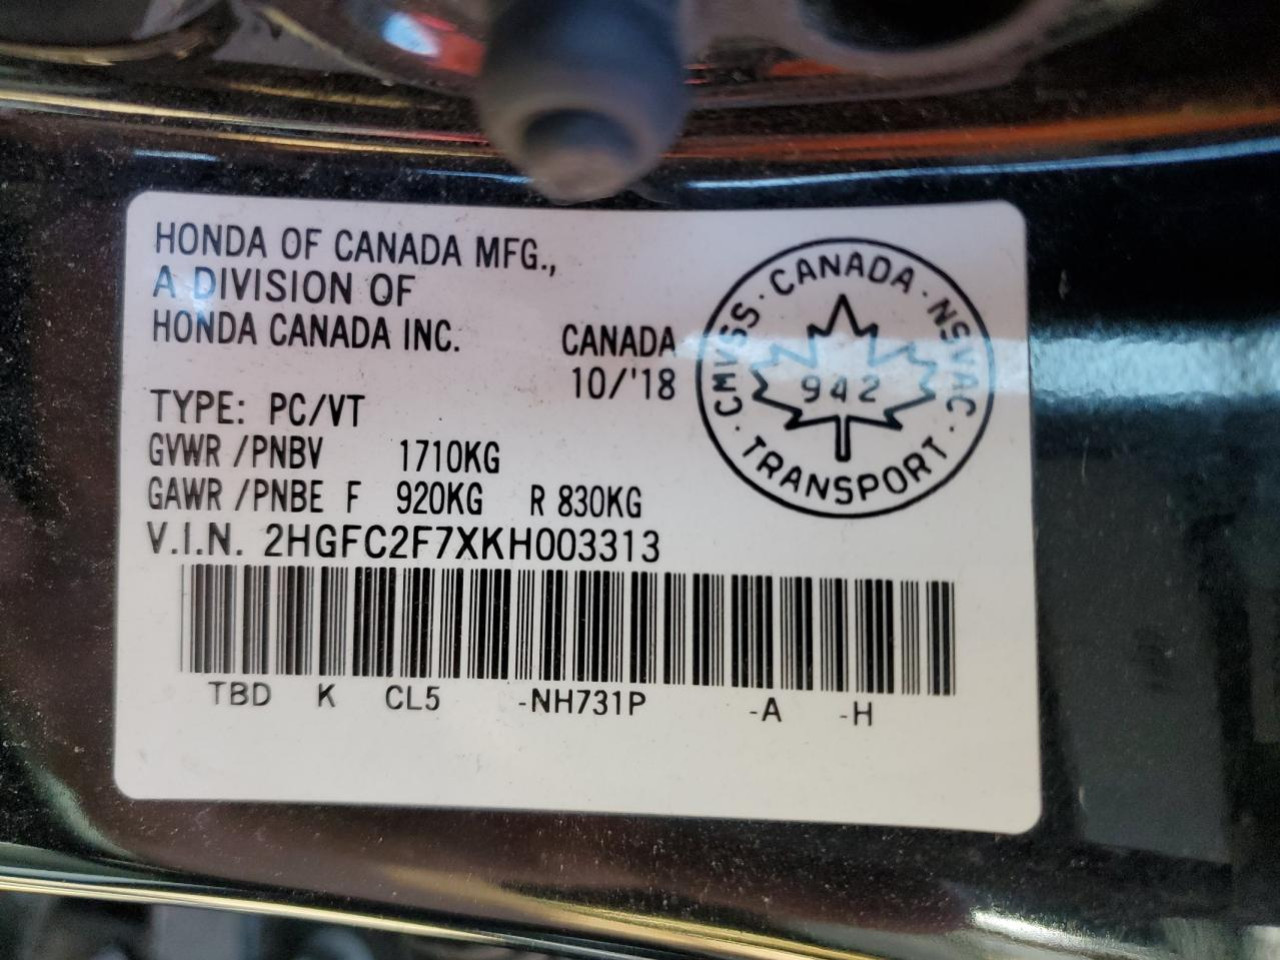 HONDA OF CANADA MFG.,
A DIVISION OF
HONDA CANADA INC.
CANADA
10/'18
CMVSS · CANADA · NSVAC · TRANSPORT ·
942
TYPE: PC/VT
GVWR /PNBV 1710KG
GAWR /PNBE F 920KG R 830KG
V.I.N. 2HGFC2F7XKH003313
TBD K CL5 -NH731P -A -H